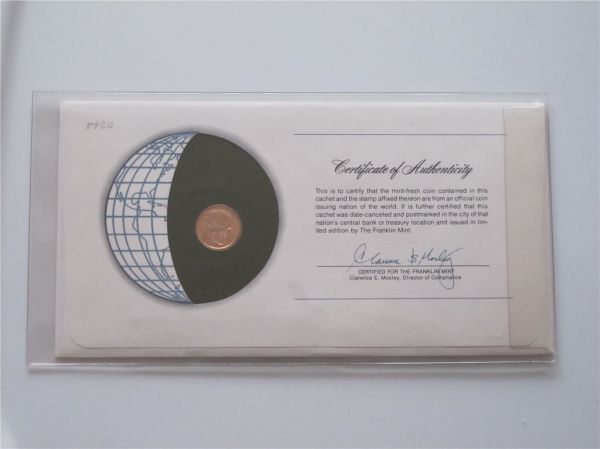 0244
Certificate of Authenticity
This is to certify that the mint-fresh coin contained in this
cachet and the stamp affixed thereon are from an official coin
issuing nation of the world. It is further certified that this
cachet was date-canceled and postmarked in the city of that
nation's central bank or treasury location and issued in
limited edition by The Franklin Mint.
CERTIFIED FOR THE FRANKLIN MINT
Clarence E. Mosley, Director of Compliance